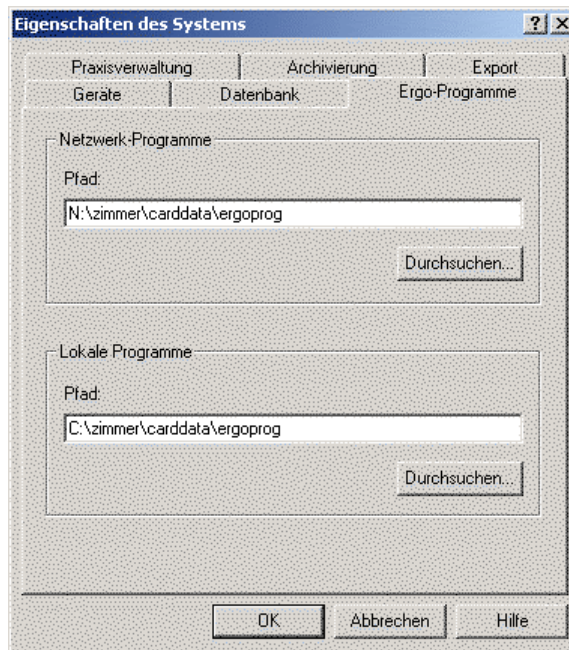 Eigenschaften des Systems
Praxisverwaltung Archivierung Export
Geräte Datenbank Ergo-Programme
Netzwerk-Programme
Pfad:
N:\zimmer\carddata\ergoprog
Durchsuchen...
Lokale Programme
Pfad:
C:\zimmer\carddata\ergoprog
Durchsuchen...
OK Abbrechen Hilfe